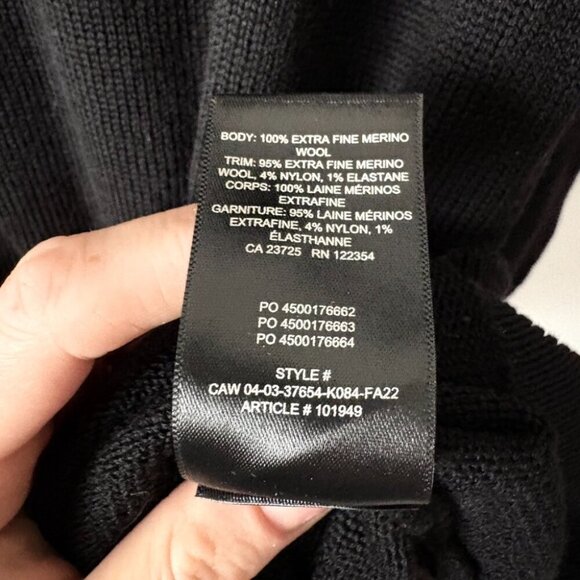 BODY: 100% EXTRA FINE MERINO
WOOL
TRIM: 95% EXTRA FINE MERINO
WOOL, 4% NYLON, 1% ELASTANE
CORPS: 100% LAINE MÉRINOS
EXTRAFINE
GARNITURE: 95% LAINE MÉRINOS
EXTRAFINE, 4% NYLON, 1%
ÉLASTHANNE
CA 23725 RN 122354
PO 4500176662
PO 4500176663
PO 4500176664
STYLE #
CAW 04-03-37654-K084-FA22
ARTICLE # 101949